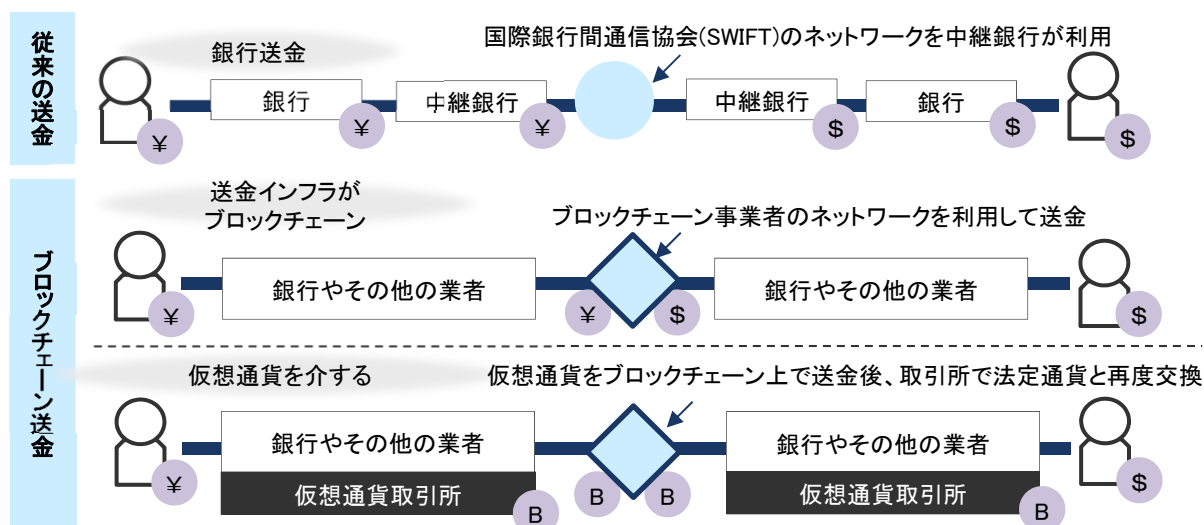 従来の送金
銀行送金
国際銀行間通信協会(SWIFT)のネットワークを中継銀行が利用
銀行
中継銀行
中継銀行
銀行
¥
¥
¥
$
$
$
ブロックチェーン送金
送金インフラが
ブロックチェーン
ブロックチェーン事業者のネットワークを利用して送金
銀行やその他の業者
銀行やその他の業者
¥
¥
$
$
仮想通貨を介する
仮想通貨をブロックチェーン上で送金後、取引所で法定通貨と再度交換
銀行やその他の業者
銀行やその他の業者
¥
B
B
$
仮想通貨取引所
仮想通貨取引所
B
B